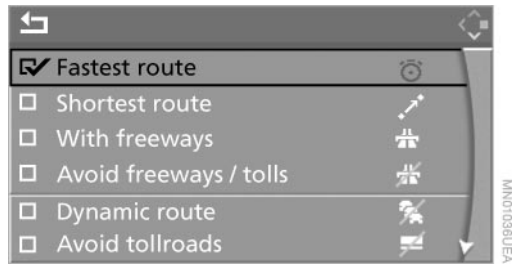 Fastest route
Shortest route
With freeways
Avoid freeways / tolls
Dynamic route
Avoid tollroads
MN01036UEA